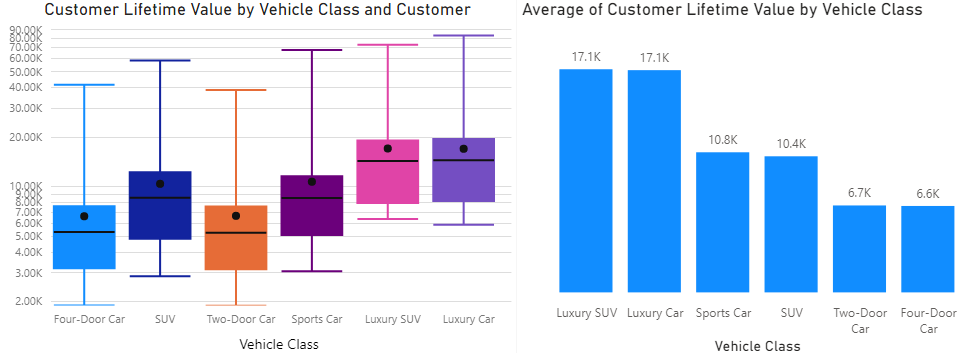 Customer Lifetime Value by Vehicle Class and Customer
90.00K
80.00K
70.00K
60.00K
50.00K
40.00K
30.00K
20.00K
10.00K
9.00K
8.00K
7.00K
6.00K
5.00K
4.00K
3.00K
2.00K
Four-Door Car
SUV
Two-Door Car
Sports Car
Luxury SUV
Luxury Car
Vehicle Class
Average of Customer Lifetime Value by Vehicle Class
17.1K
17.1K
10.8K
10.4K
6.7K
6.6K
Luxury SUV
Luxury Car
Sports Car
SUV
Two-Door
Car
Four-Door
Car
Vehicle Class